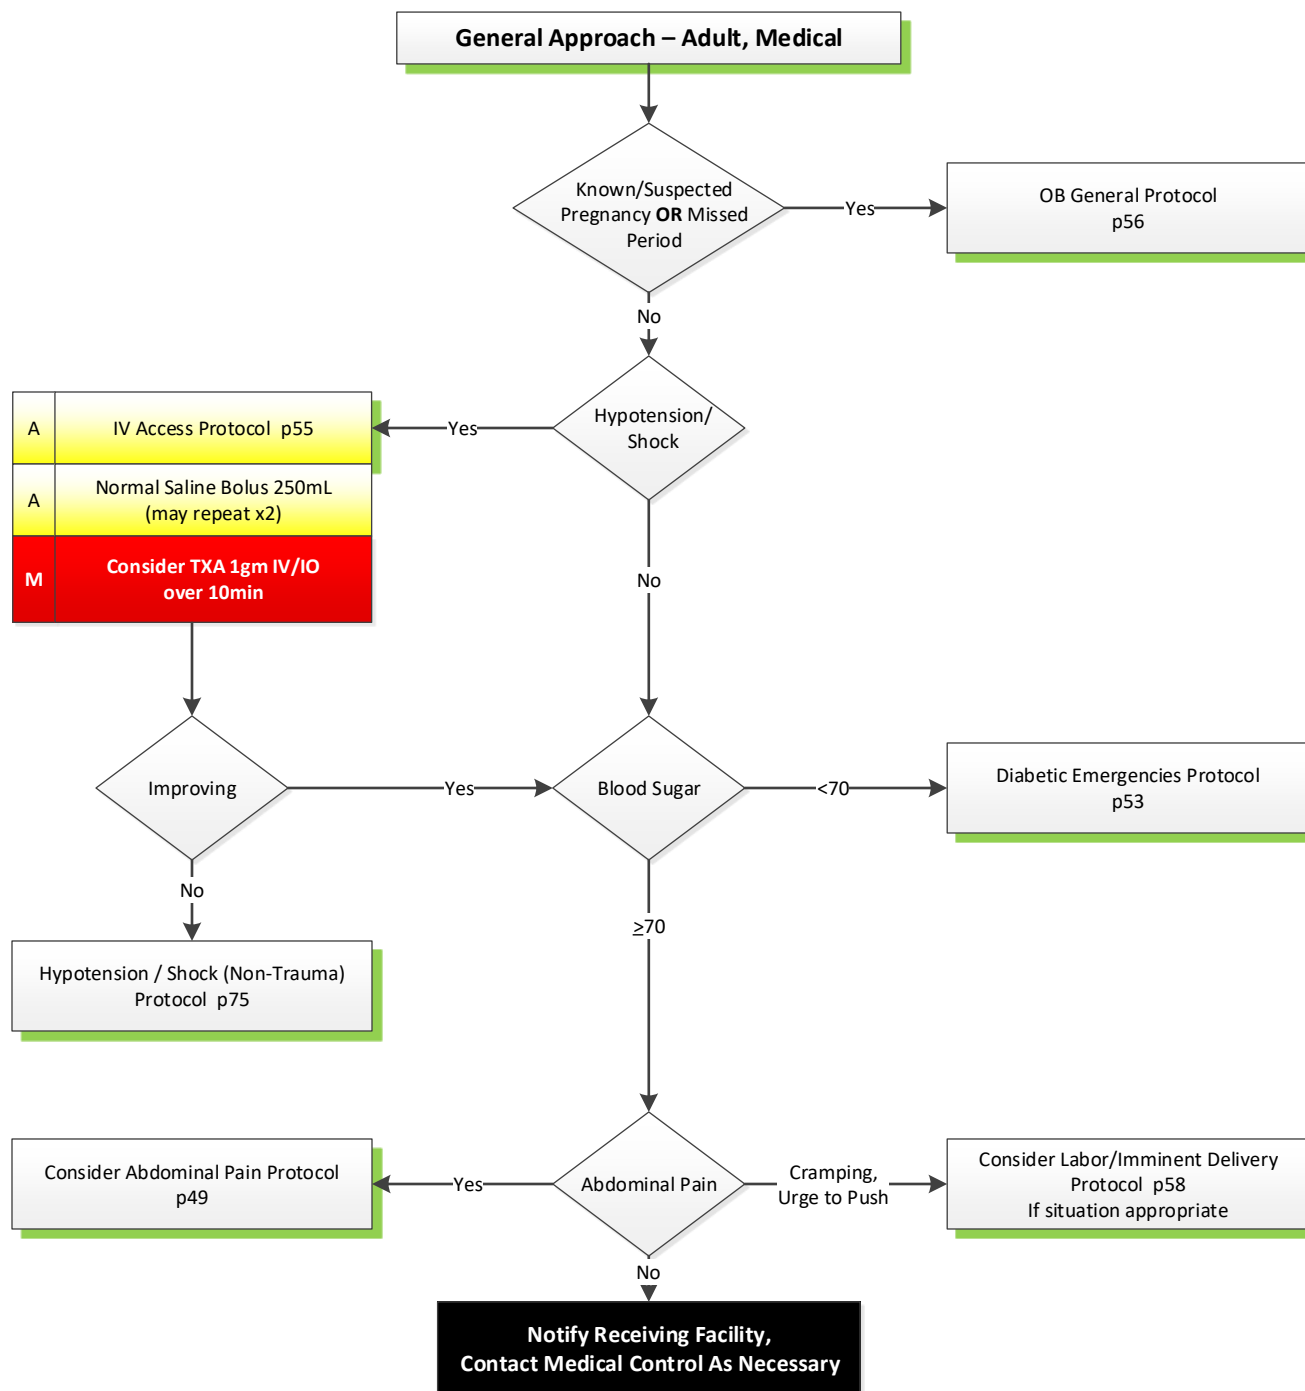 General Approach – Adult, Medical
Known/Suspected
Pregnancy OR Missed
Period
Yes
OB General Protocol
p56
No
Hypotension/
Shock
Yes
A
IV Access Protocol p55
A
Normal Saline Bolus 250mL
(may repeat x2)
M
Consider TXA 1gm IV/IO
over 10min
No
Improving
Yes
Blood Sugar
<70
Diabetic Emergencies Protocol
p53
No
≥70
Hypotension / Shock (Non-Trauma)
Protocol p75
Consider Abdominal Pain Protocol
p49
Yes
Abdominal Pain
Cramping,
Urge to Push
Consider Labor/Imminent Delivery
Protocol p58
If situation appropriate
No
Notify Receiving Facility,
Contact Medical Control As Necessary